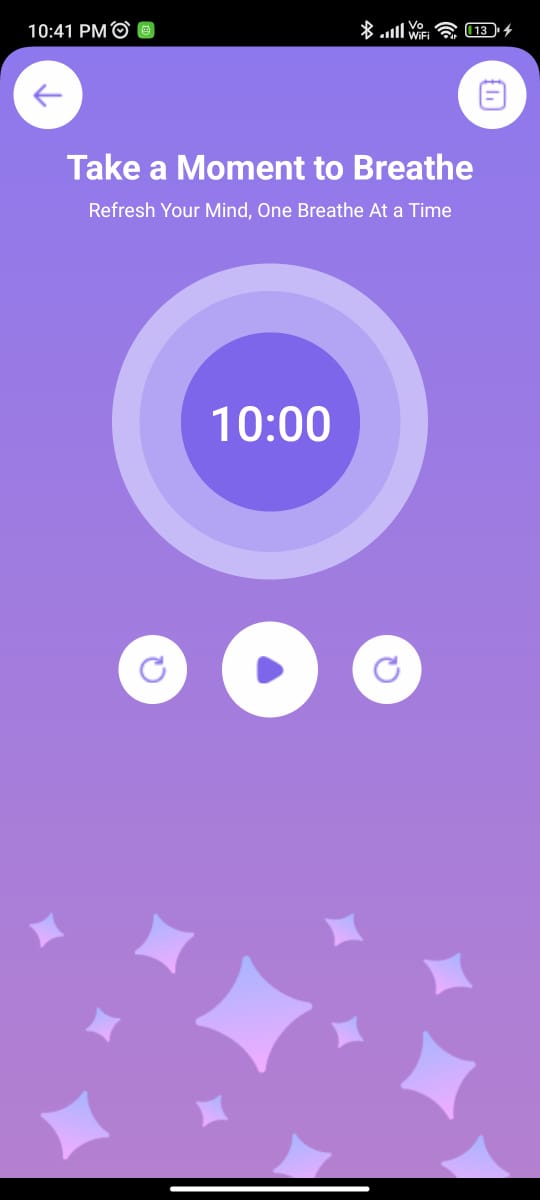 10:41 PM
Vo
WiFi
13
Take a Moment to Breathe
Refresh Your Mind, One Breathe At a Time
10:00